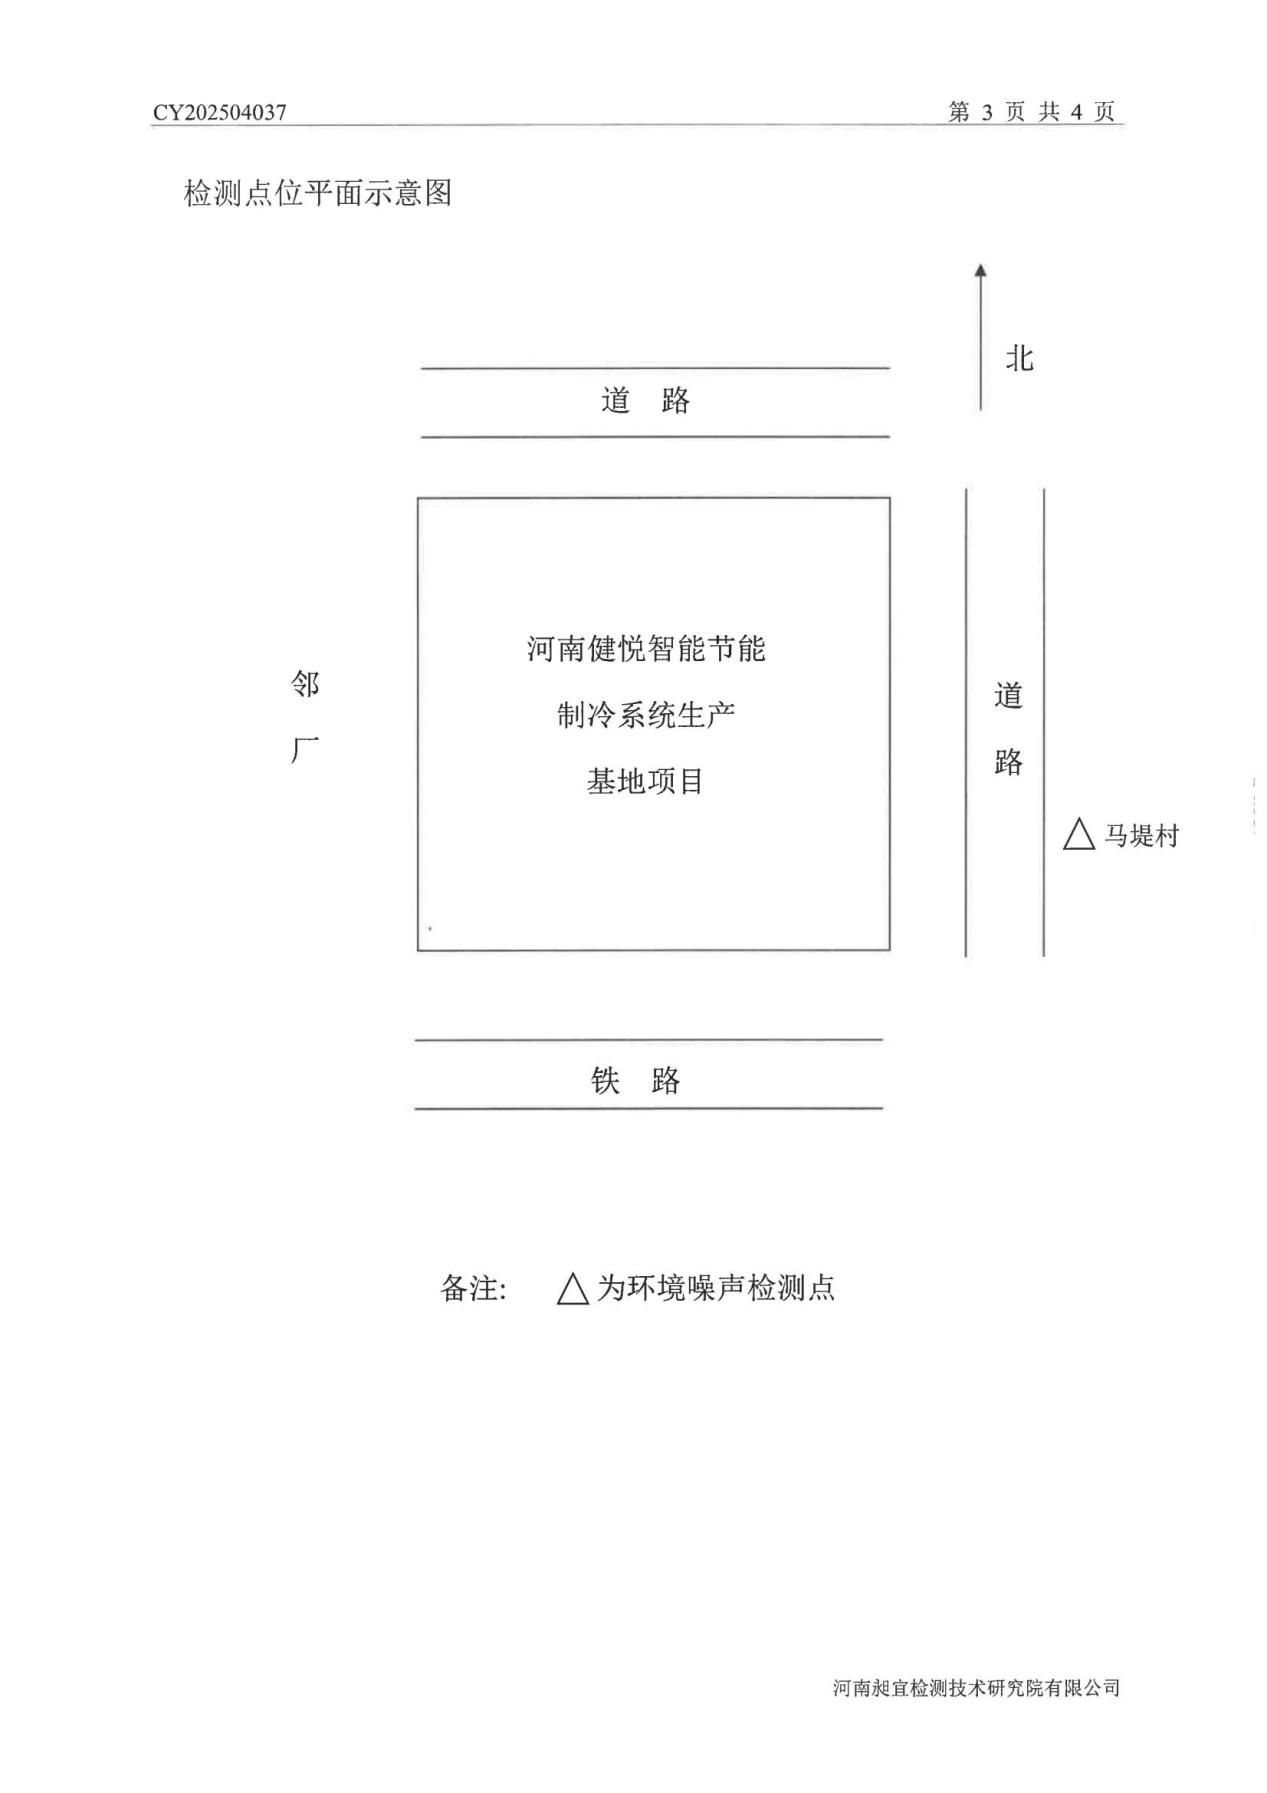 CY202504037 第 3 页 共 4 页
检测点位平面示意图
北
道 路
河南健悦智能节能
制冷系统生产
基地项目
邻
厂
道
路
△ 马堤村
铁 路
备注: △为环境噪声检测点
河南昶宜检测技术研究院有限公司